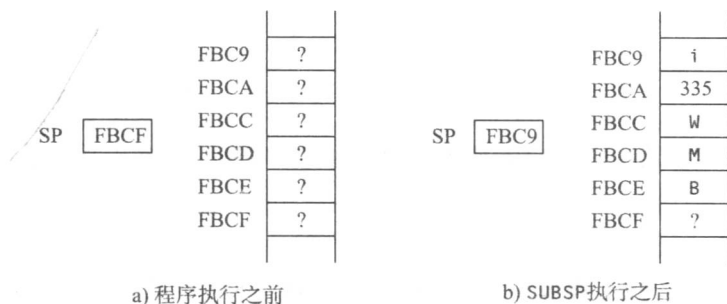 FBC9 ?
FBCA ?
FBCC ?
FBCD ?
FBCE ?
FBCF ?
SP FBCF
a) 程序执行之前
FBC9 i
FBCA 335
FBCC W
FBCD M
FBCE B
FBCF ?
SP FBC9
b) SUBSP执行之后